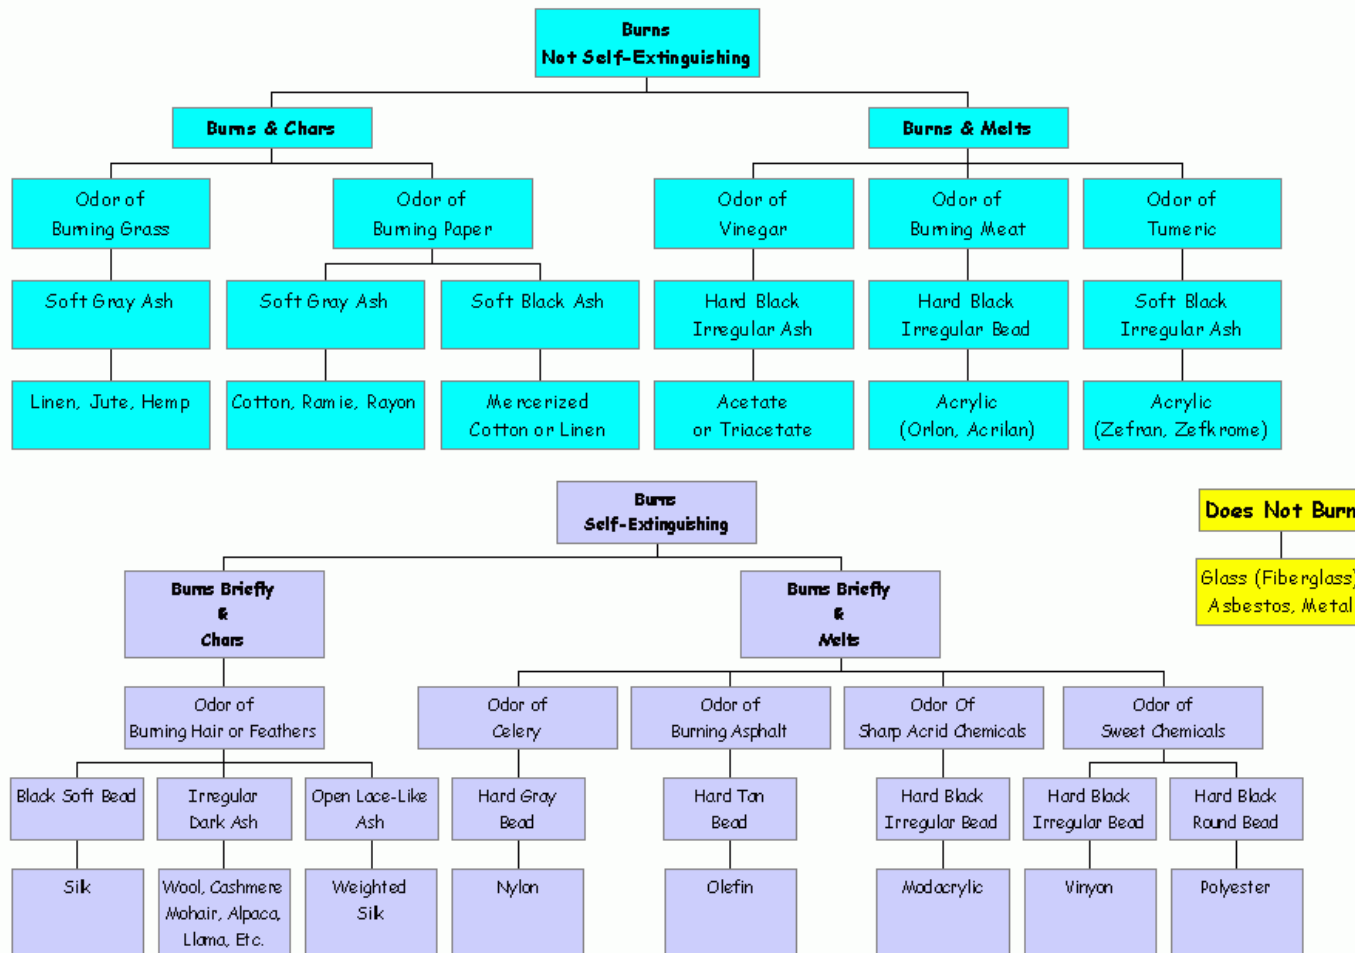 Burns
Not Self-Extinguishing
Burns & Chars
Burns & Melts
Odor of
Burning Grass
Odor of
Burning Paper
Odor of
Vinegar
Odor of
Burning Meat
Odor of
Tumeric
Soft Gray Ash
Soft Gray Ash
Soft Black Ash
Hard Black
Irregular Ash
Hard Black
Irregular Bead
Soft Black
Irregular Ash
Linen, Jute, Hemp
Cotton, Ramie, Rayon
Mercerized
Cotton or Linen
Acetate
or Triacetate
Acrylic
(Orlon, Acrilan)
Acrylic
(Zefran, Zefkrome)
Burns
Self-Extinguishing
Does Not Burn
Glass (Fiberglass)
Asbestos, Metal
Burns Briefly
&
Chars
Burns Briefly
&
Melts
Odor of
Burning Hair or Feathers
Odor of
Celery
Odor of
Burning Asphalt
Odor Of
Sharp Acrid Chemicals
Odor of
Sweet Chemicals
Black Soft Bead
Irregular
Dark Ash
Open Lace-Like
Ash
Hard Gray
Bead
Hard Tan
Bead
Hard Black
Irregular Bead
Hard Black
Irregular Bead
Hard Black
Round Bead
Silk
Wool, Cashmere
Mohair, Alpaca,
Llama, Etc.
Weighted
Silk
Nylon
Olefin
Modacrylic
Vinyon
Polyester